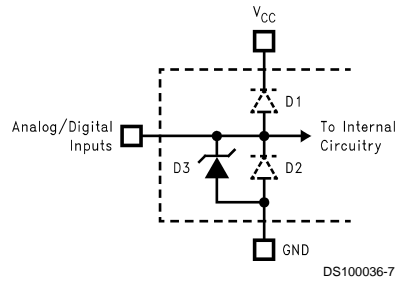 VCC
D1
Analog/Digital
Inputs
To Internal
Circuitry
D3
D2
GND
DS100036-7